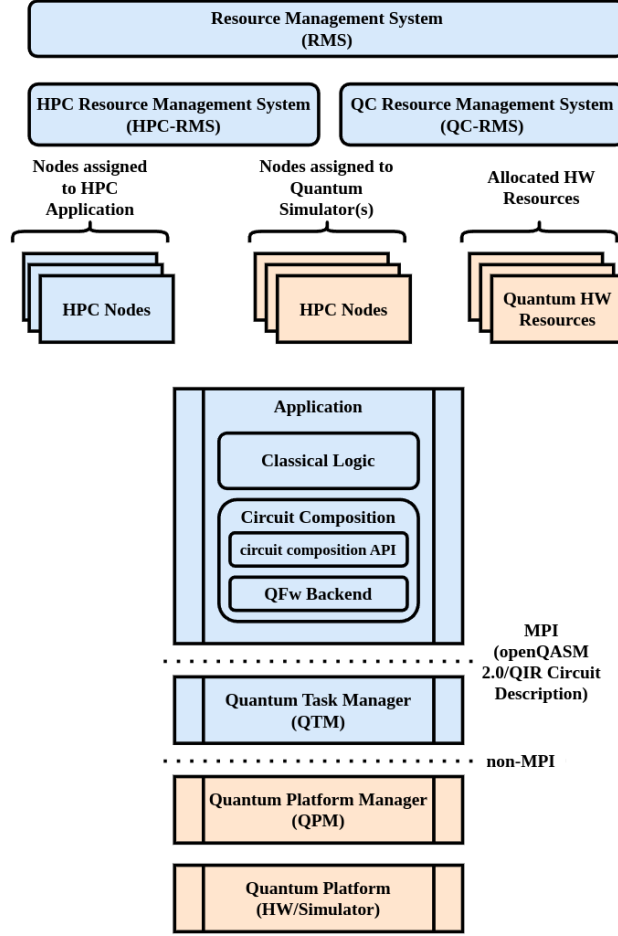 Resource Management System
(RMS)
HPC Resource Management System
(HPC-RMS)
QC Resource Management System
(QC-RMS)
Nodes assigned
to HPC
Application
Nodes assigned to
Quantum
Simulator(s)
Allocated HW
Resources
HPC Nodes
HPC Nodes
Quantum HW
Resources
Application
Classical Logic
Circuit Composition
circuit composition API
QFw Backend
MPI
(openQASM
2.0/QIR Circuit
Description)
Quantum Task Manager
(QTM)
non-MPI
Quantum Platform Manager
(QPM)
Quantum Platform
(HW/Simulator)